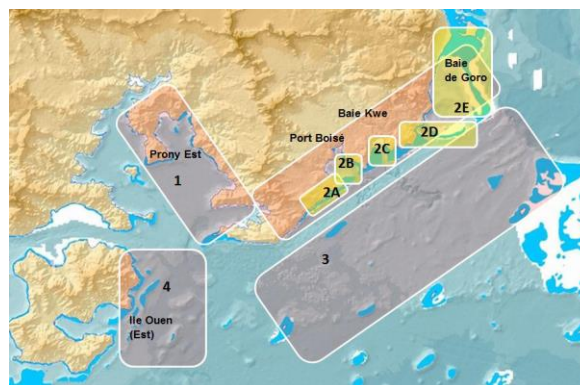 Baie
de Goro
2E
Baie Kwe
Port Boisé
2D
2C
2B
2A
Prony Est
1
3
4
Ile Ouen
(Est)